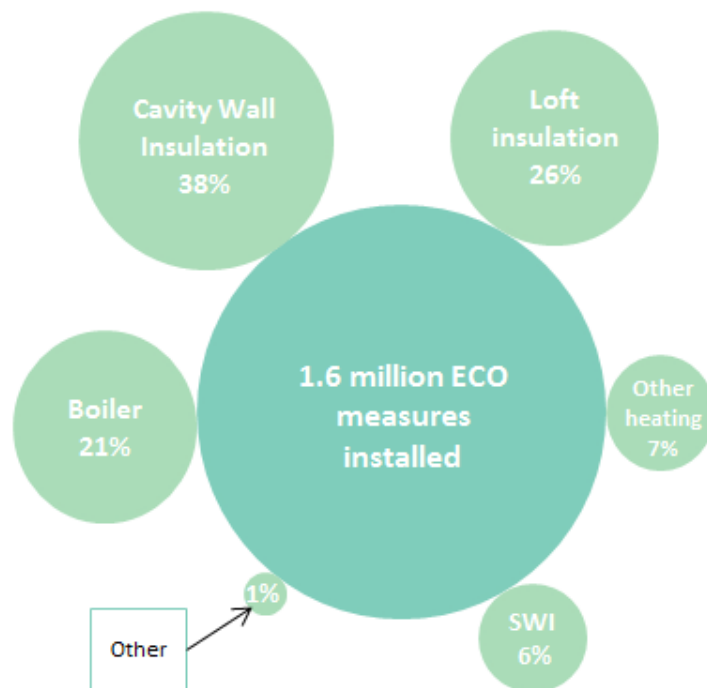 Cavity Wall
Insulation
38%
Loft
insulation
26%
1.6 million ECO
measures
installed
Boiler
21%
Other
heating
7%
1%
Other
SWI
6%